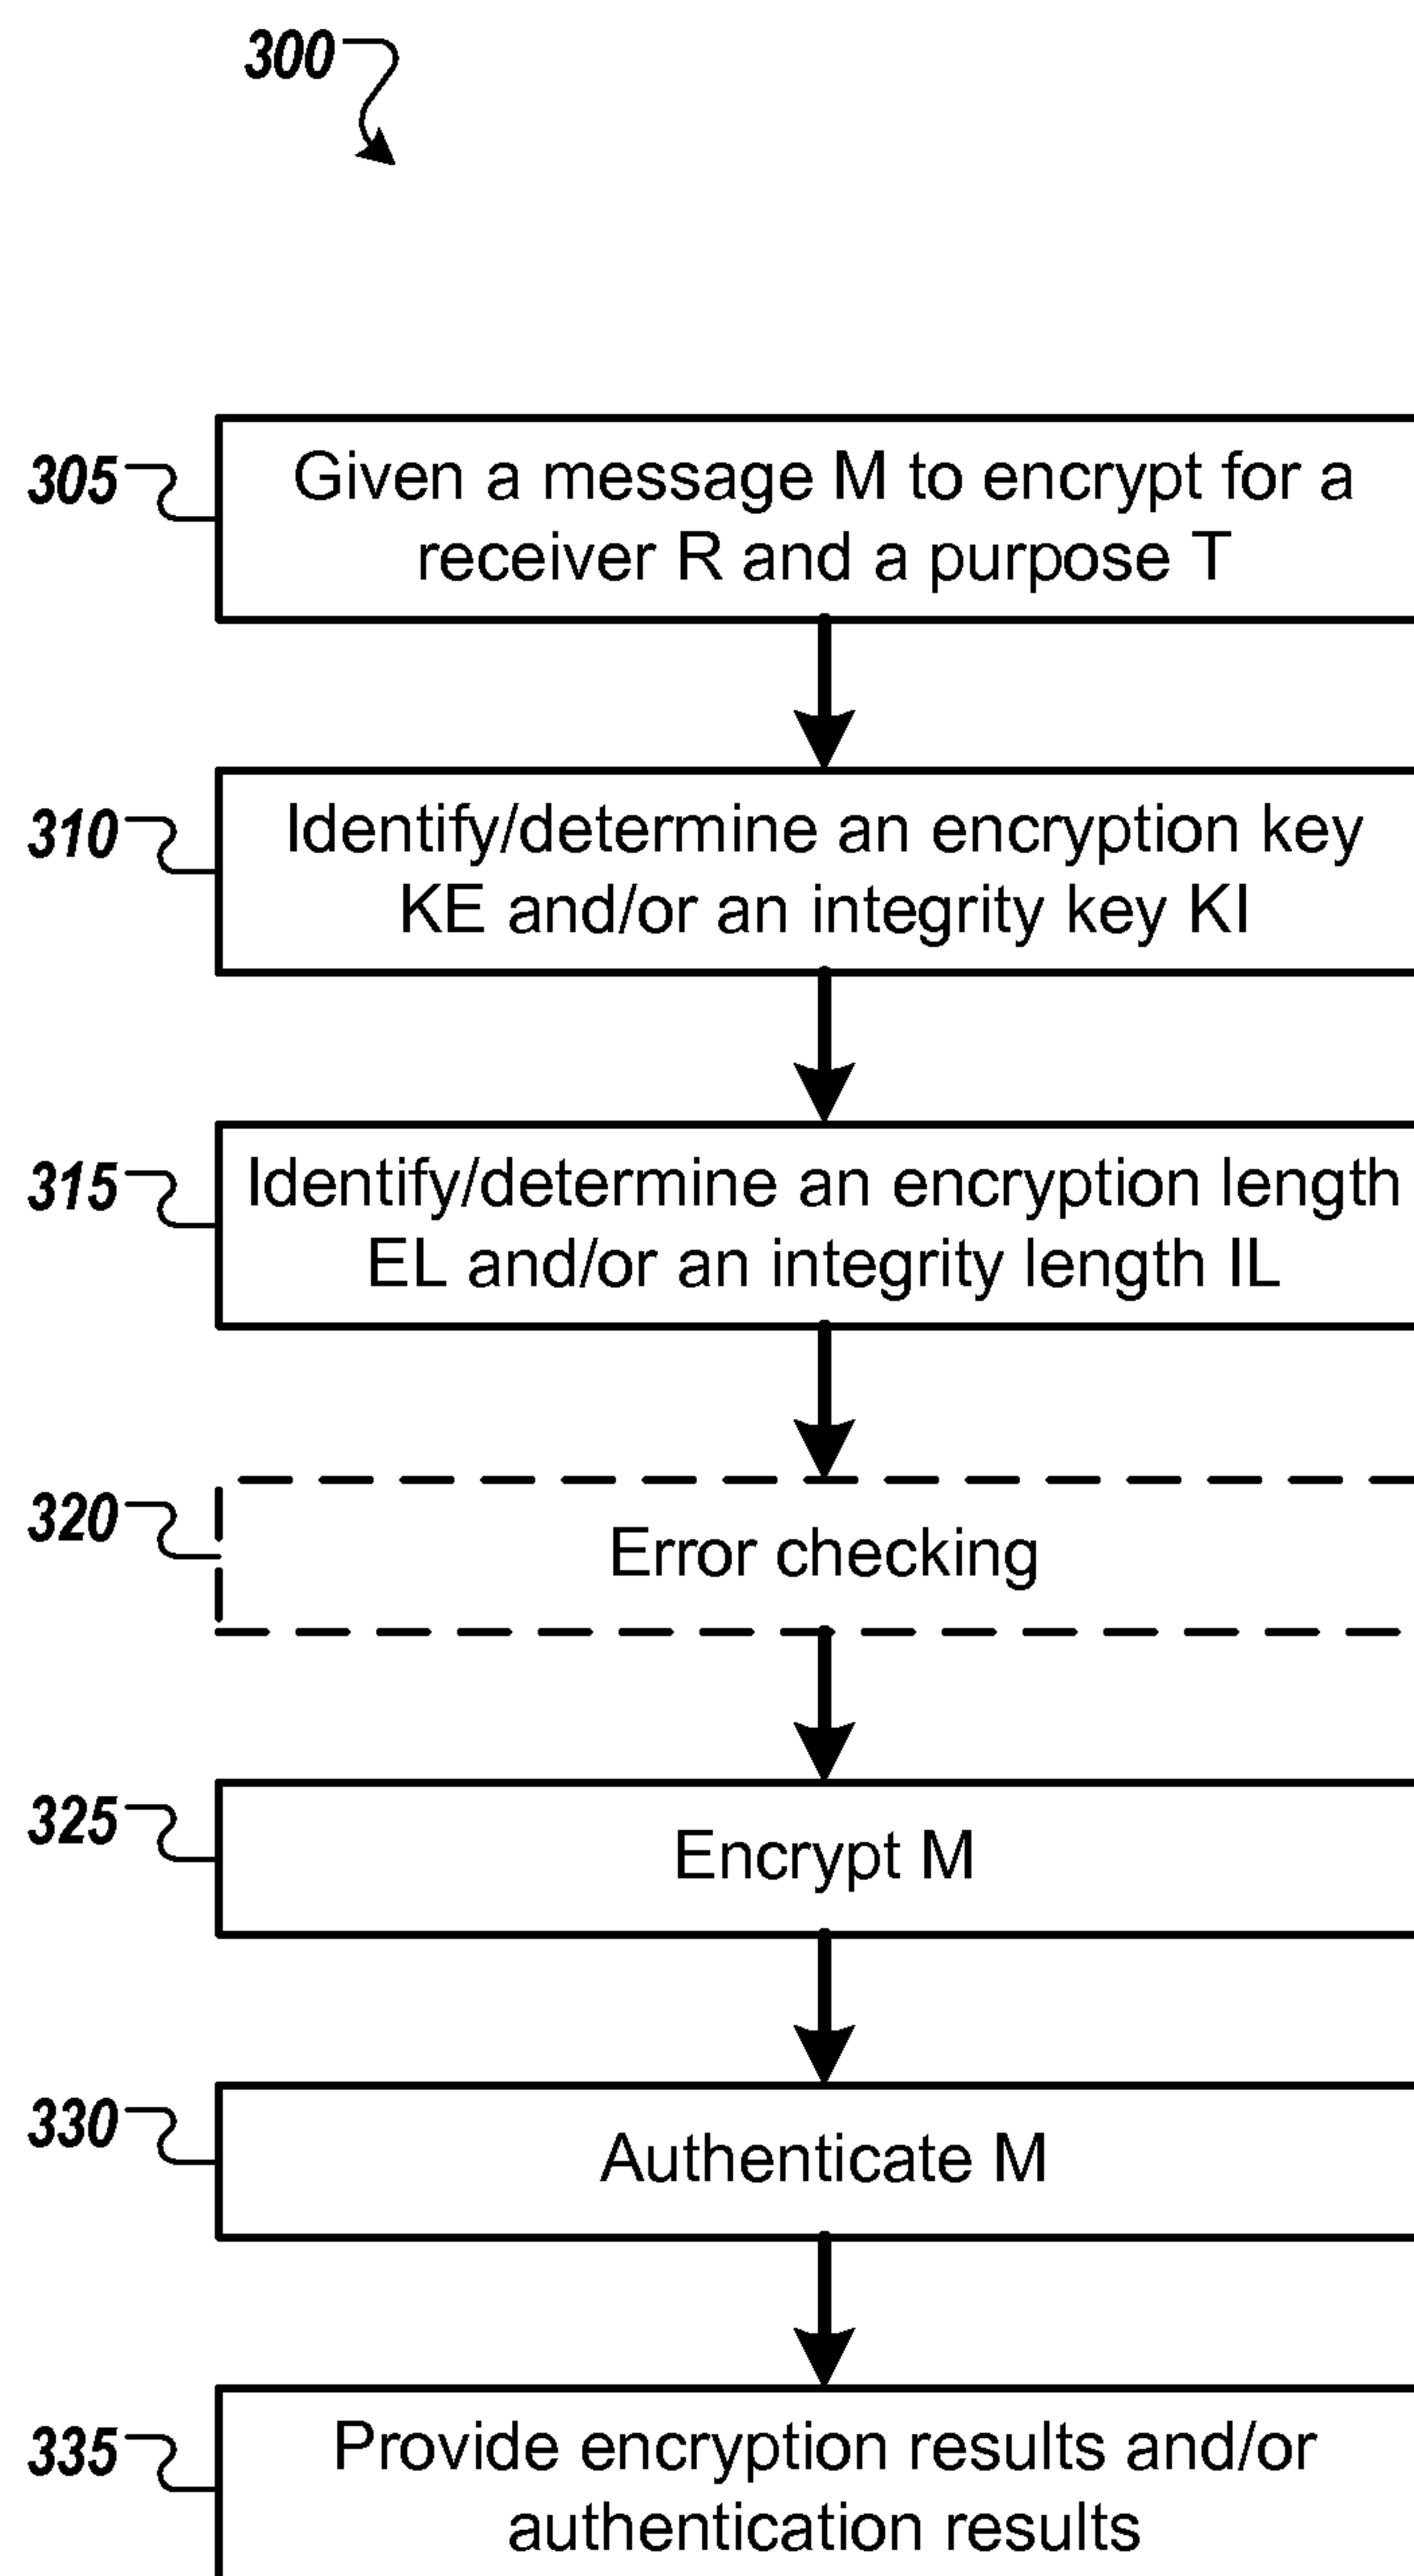 300
305
Given a message M to encrypt for a
receiver R and a purpose T
310
Identify/determine an encryption key
KE and/or an integrity key KI
315
Identify/determine an encryption length
EL and/or an integrity length IL
320
Error checking
325
Encrypt M
330
Authenticate M
335
Provide encryption results and/or
authentication results